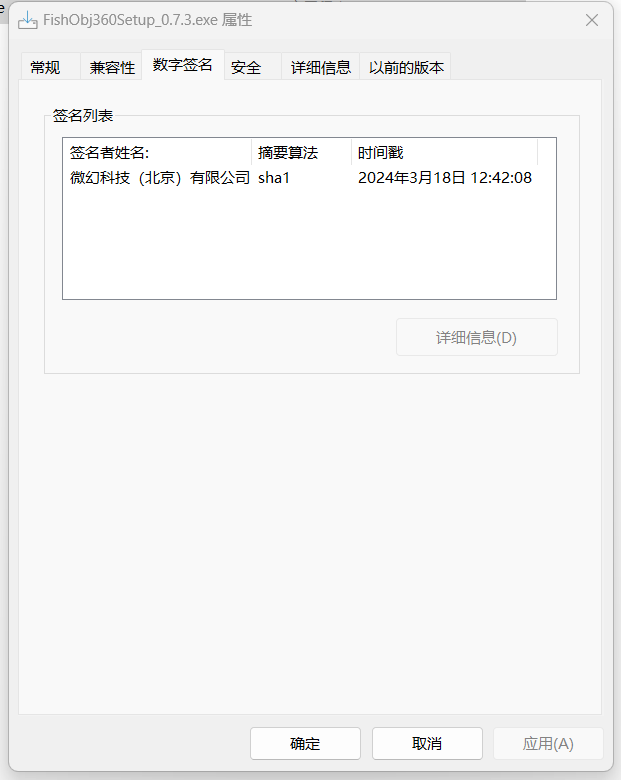 e
FishObj360Setup_0.7.3.exe 属性
常规 兼容性 数字签名 安全 详细信息 以前的版本
签名列表
签名者姓名: 摘要算法 时间戳
微幻科技（北京）有限公司 sha1 2024年3月18日 12:42:08
详细信息(D)
确定 取消 应用(A)